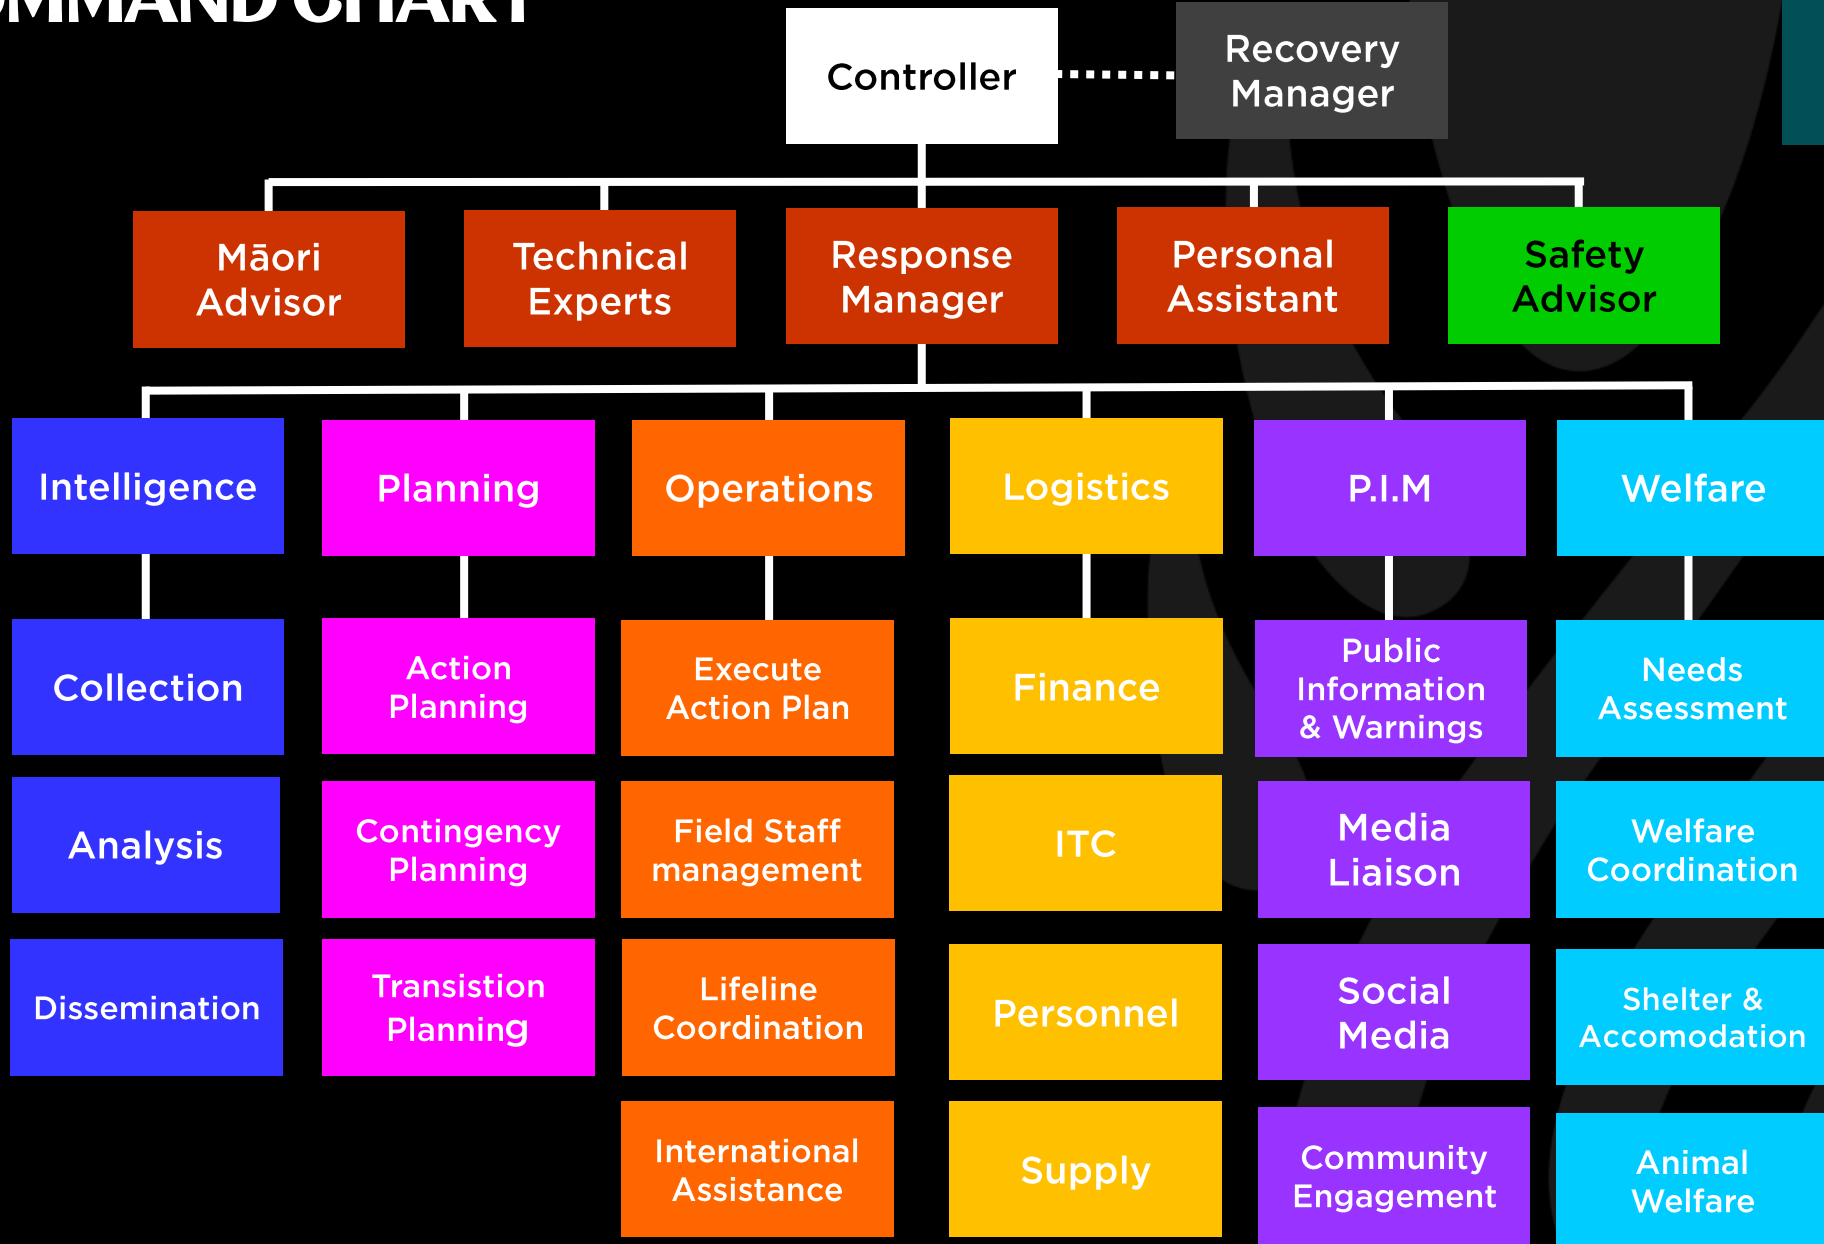 OMMAND CHART
Controller
Recovery
Manager
Māori
Advisor
Technical
Experts
Response
Manager
Personal
Assistant
Safety
Advisor
Intelligence
Planning
Operations
Logistics
P.I.M
Welfare
Collection
Action
Planning
Execute
Action Plan
Finance
Public
Information
& Warnings
Needs
Assessment
Analysis
Contingency
Planning
Field Staff
management
ITC
Media
Liaison
Welfare
Coordination
Dissemination
Transistion
Planning
Lifeline
Coordination
Personnel
Social
Media
Shelter &
Accomodation
International
Assistance
Supply
Community
Engagement
Animal
Welfare